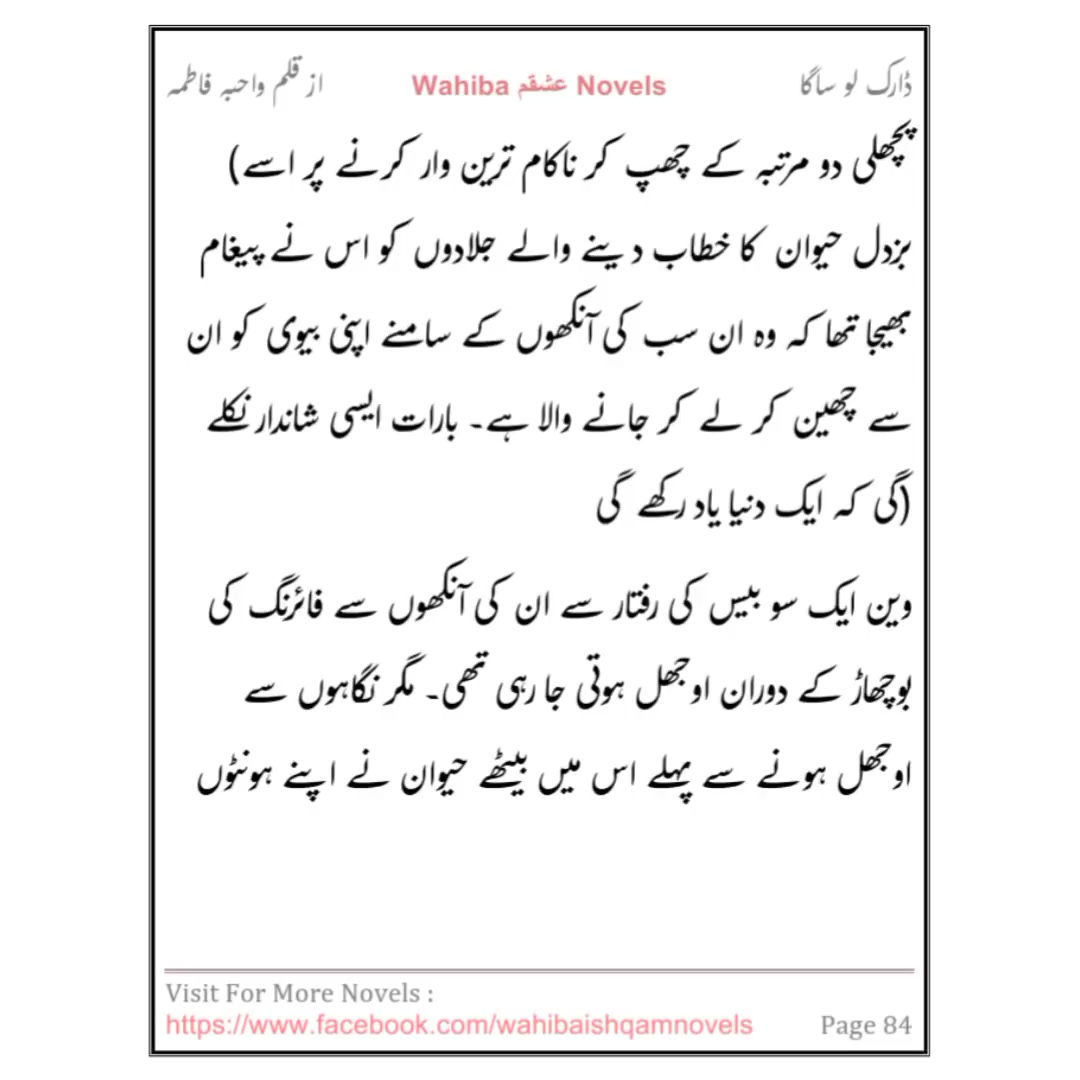 ڈارک لو ساگا Wahiba عشقم Novels از قلم واحبہ فاطمہ
پچھلی دو مرتبہ کے چھپ کر ناکام ترین وار کرنے پر اسے)
بزدل حیوان کا خطاب دینے والے جلادوں کو اس نے پیغام
بھیجا تھا کہ وہ ان سب کی آنکھوں کے سامنے اپنی بیوی کو ان
سے چھین کر لے کر جانے والا ہے۔ بارات ایسی شاندار نکلے
(گی کہ ایک دنیا یاد رکھے گی
وین ایک سو بیس کی رفتار سے ان کی آنکھوں سے فائرنگ کی
بوچھاڑ کے دوران اوجھل ہوتی جا رہی تھی۔ مگر نگاہوں سے
اوجھل ہونے سے پہلے اس میں بیٹھے حیوان نے اپنے ہونٹوں
Visit For More Novels :
https://www.facebook.com/wahibaishqamnovels Page 84